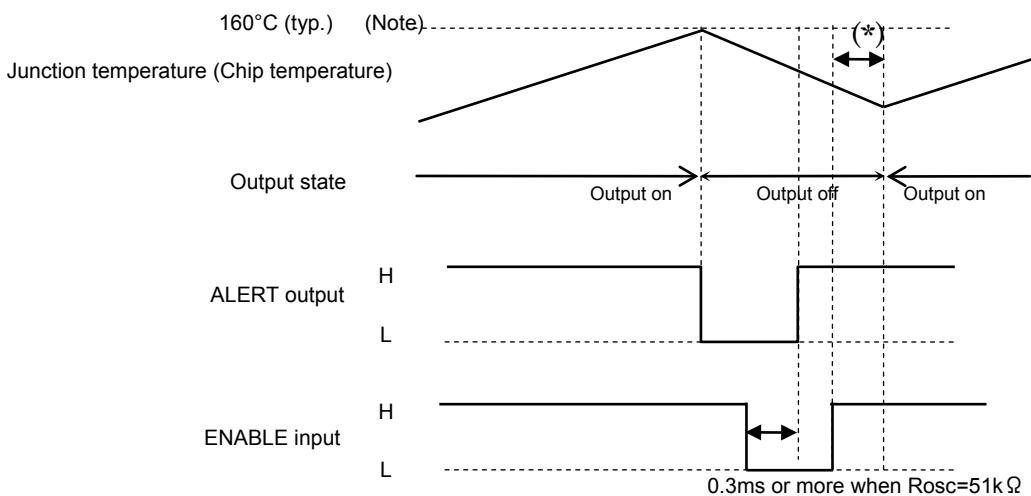 160°C (typ.) (Note)
(*)
Junction temperature (Chip temperature)
Output state
Output on Output off Output on
H
ALERT output
L
H
ENABLE input
L
0.3ms or more when Rosc=51kΩ